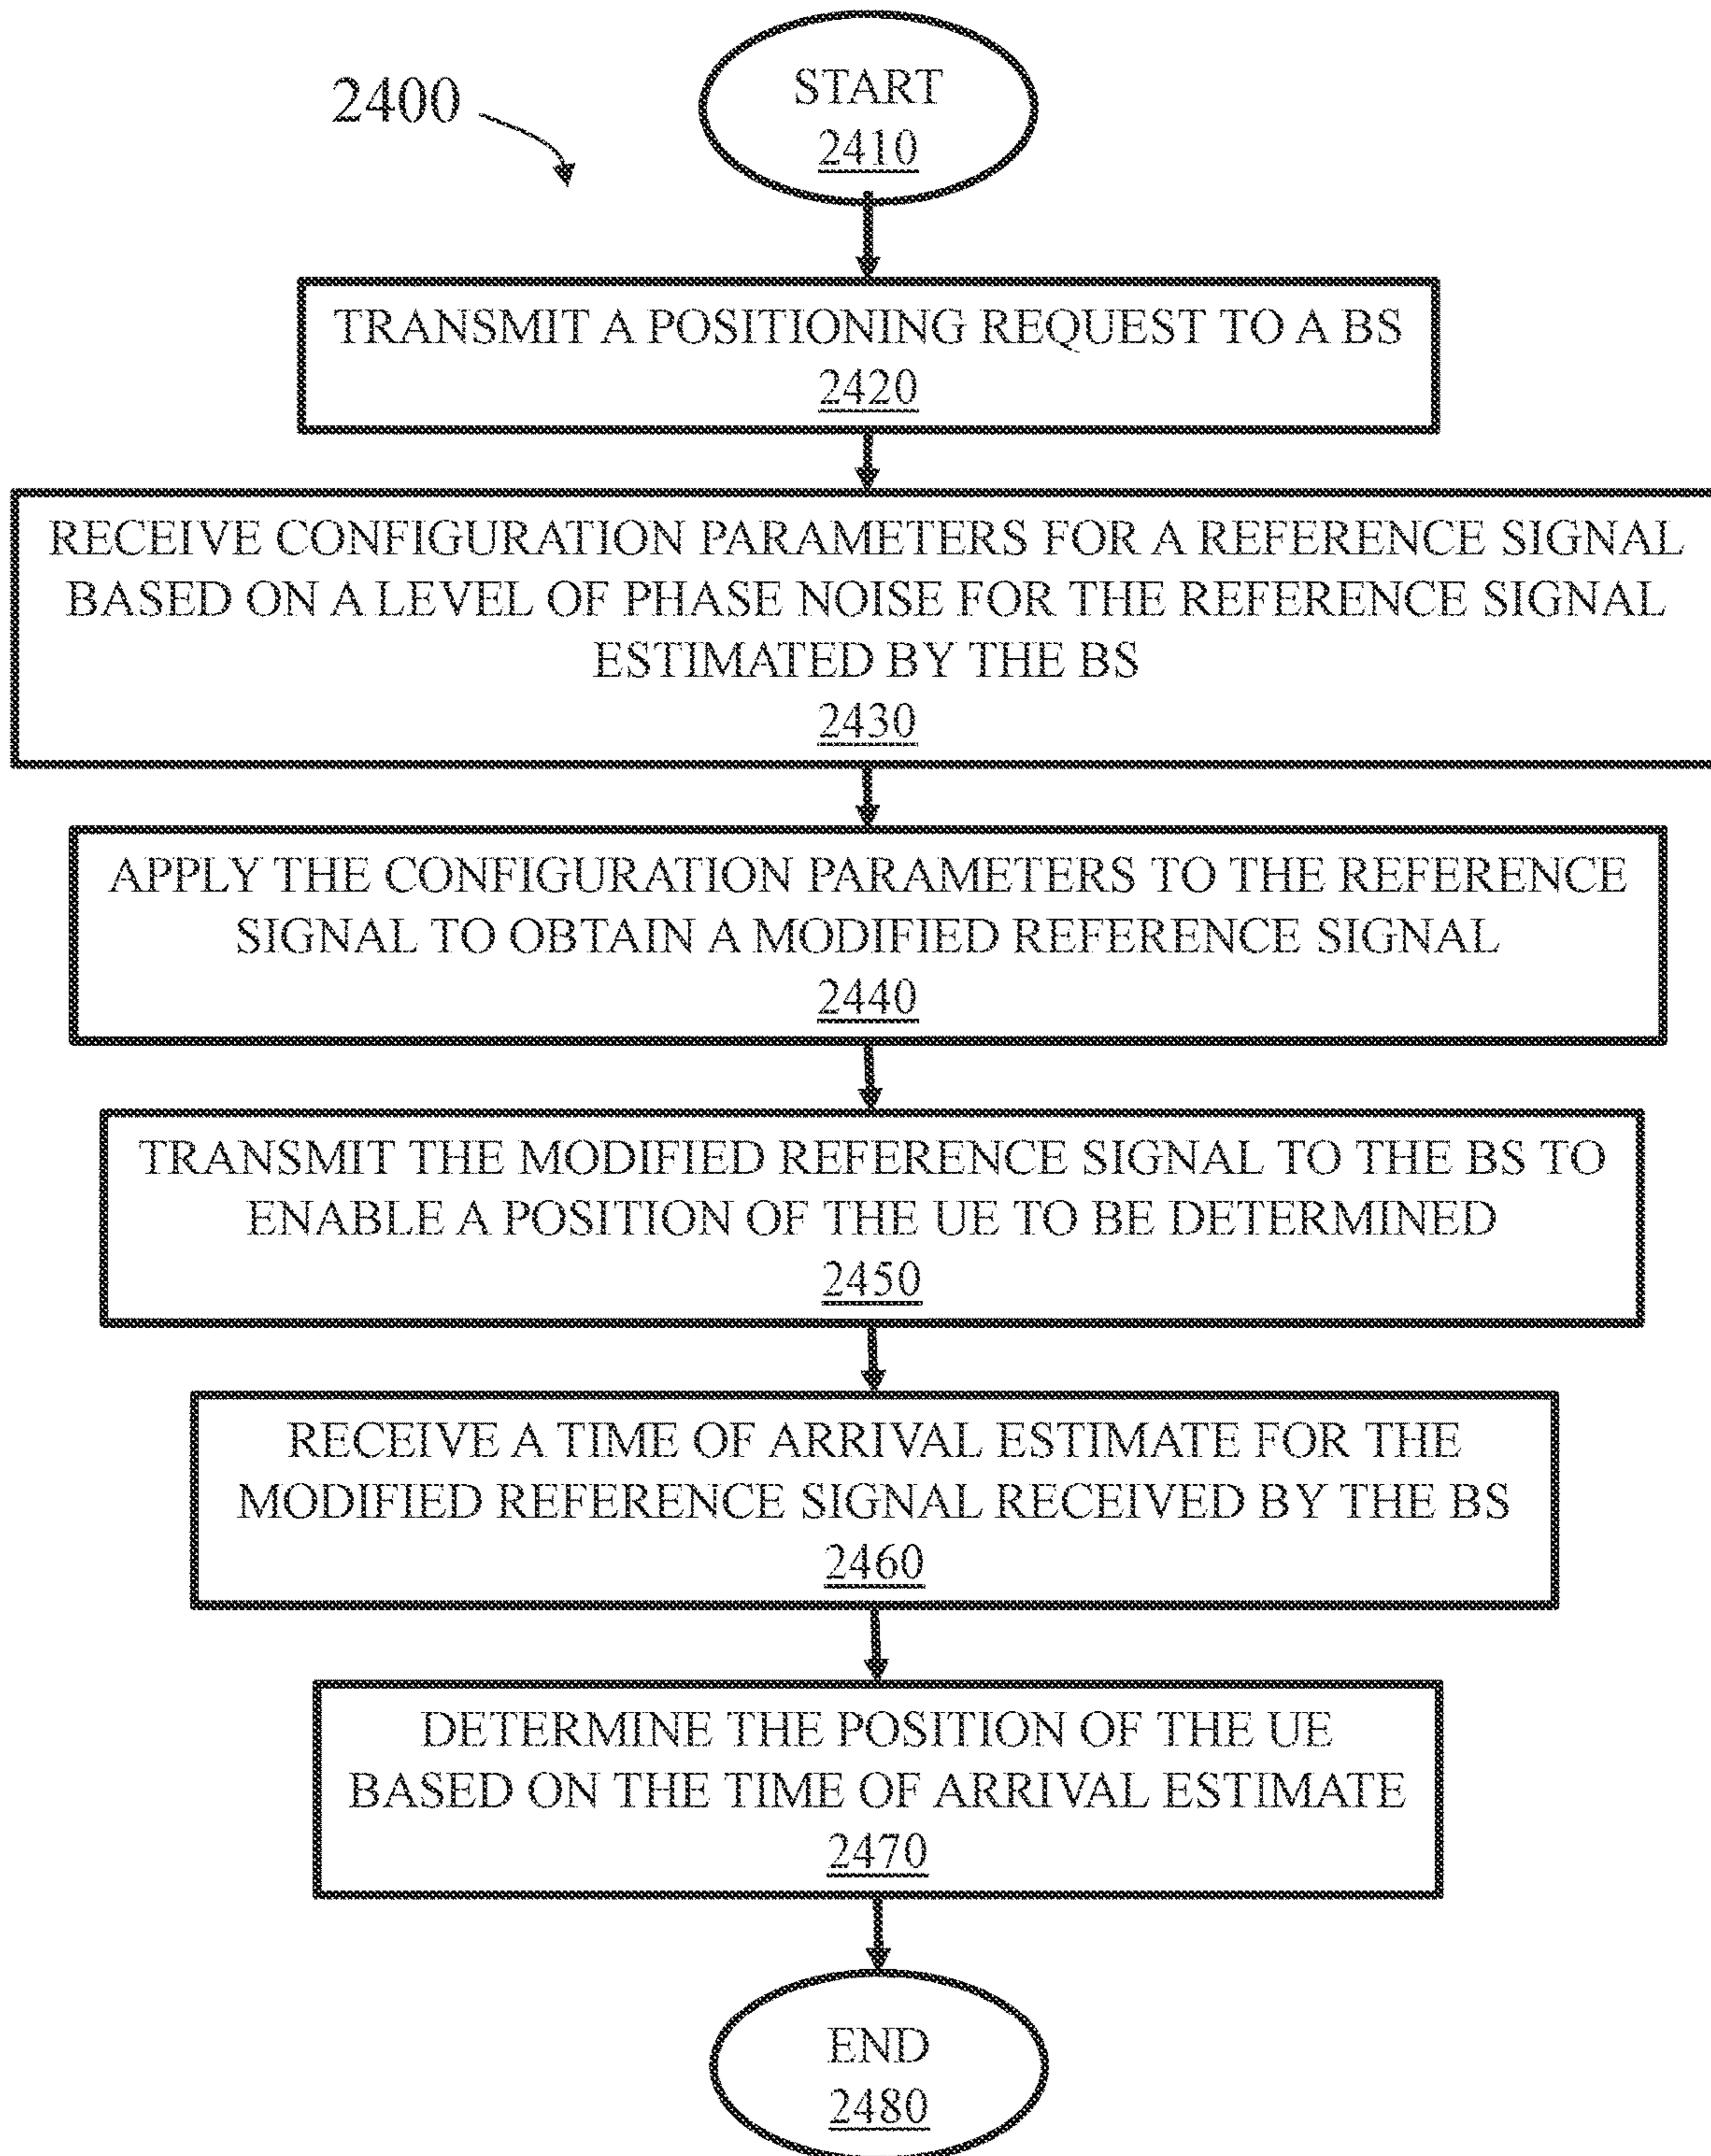 2400
START
2410
TRANSMIT A POSITIONING REQUEST TO A BS
2420
RECEIVE CONFIGURATION PARAMETERS FOR A REFERENCE SIGNAL
BASED ON A LEVEL OF PHASE NOISE FOR THE REFERENCE SIGNAL
ESTIMATED BY THE BS
2430
APPLY THE CONFIGURATION PARAMETERS TO THE REFERENCE
SIGNAL TO OBTAIN A MODIFIED REFERENCE SIGNAL
2440
TRANSMIT THE MODIFIED REFERENCE SIGNAL TO THE BS TO
ENABLE A POSITION OF THE UE TO BE DETERMINED
2450
RECEIVE A TIME OF ARRIVAL ESTIMATE FOR THE
MODIFIED REFERENCE SIGNAL RECEIVED BY THE BS
2460
DETERMINE THE POSITION OF THE UE
BASED ON THE TIME OF ARRIVAL ESTIMATE
2470
END
2480